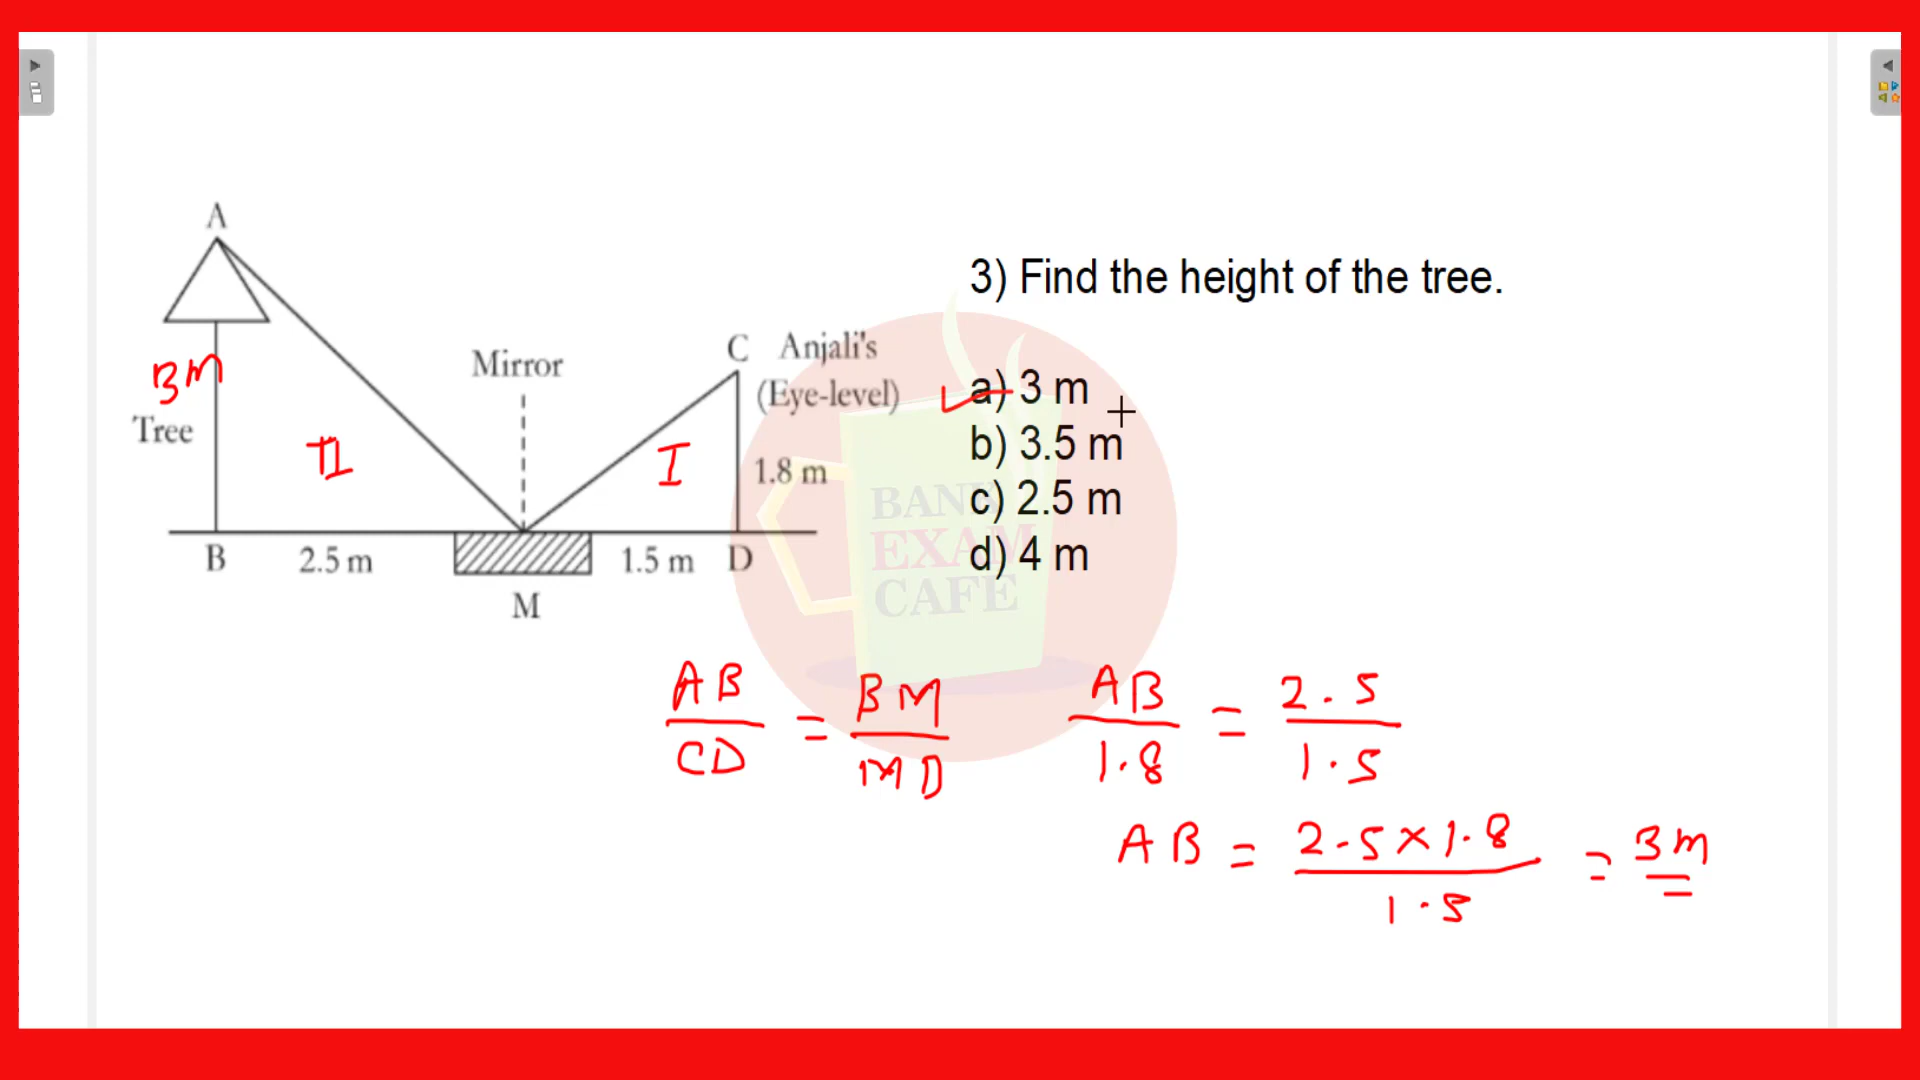 A
3) Find the height of the tree.
Mirror
C Anjali's
(Eye-level)
3M
a) 3 m
Tree
II
I
1.8 m
b) 3.5 m
c) 2.5 m
d) 4 m
B 2.5 m 1.5 m D
M
BANK
EXAM
CAFE
AB/CD = BM/MD AB/1.8 = 2.5/1.5
AB = 2.5×1.8/1.5 = 3m